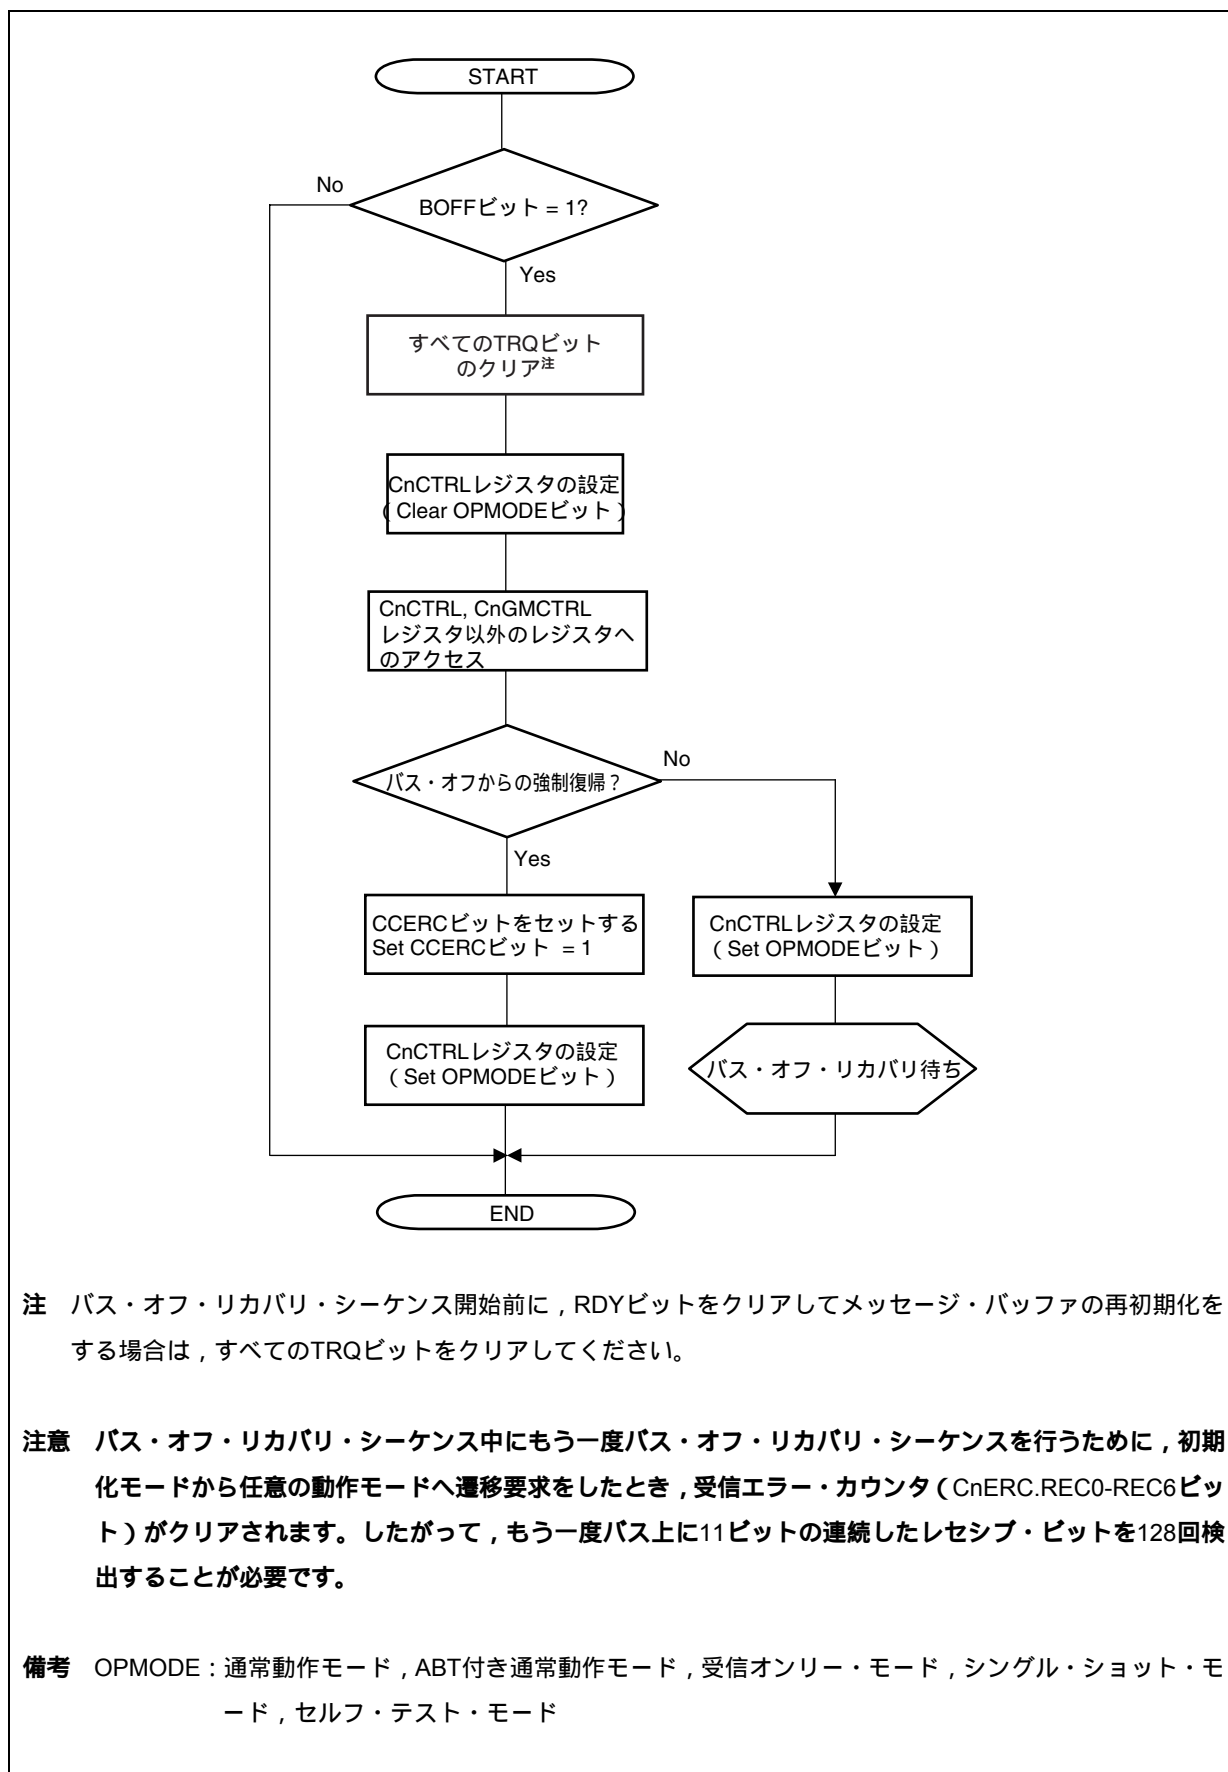 START
No
BOFFビット = 1?
Yes
すべてのTRQビット
のクリア注
CnCTRLレジスタの設定
（Clear OPMODEビット）
CnCTRL, CnGMCTRL
レジスタ以外のレジスタへ
のアクセス
バス・オフからの強制復帰？
No
Yes
CCERCビットをセットする
Set CCERCビット = 1
CnCTRLレジスタの設定
（Set OPMODEビット）
CnCTRLレジスタの設定
（Set OPMODEビット）
バス・オフ・リカバリ待ち
END
注　バス・オフ・リカバリ・シーケンス開始前に，RDYビットをクリアしてメッセージ・バッファの再初期化を
する場合は，すべてのTRQビットをクリアしてください。
注意　バス・オフ・リカバリ・シーケンス中にもう一度バス・オフ・リカバリ・シーケンスを行うために，初期
化モードから任意の動作モードへ遷移要求をしたとき，受信エラー・カウンタ（CnERC.REC0-REC6ビッ
ト）がクリアされます。したがって，もう一度バス上に11ビットの連続したレセシブ・ビットを128回検
出することが必要です。
備考　OPMODE：通常動作モード，ABT付き通常動作モード，受信オンリー・モード，シングル・ショット・モ
ード，セルフ・テスト・モード